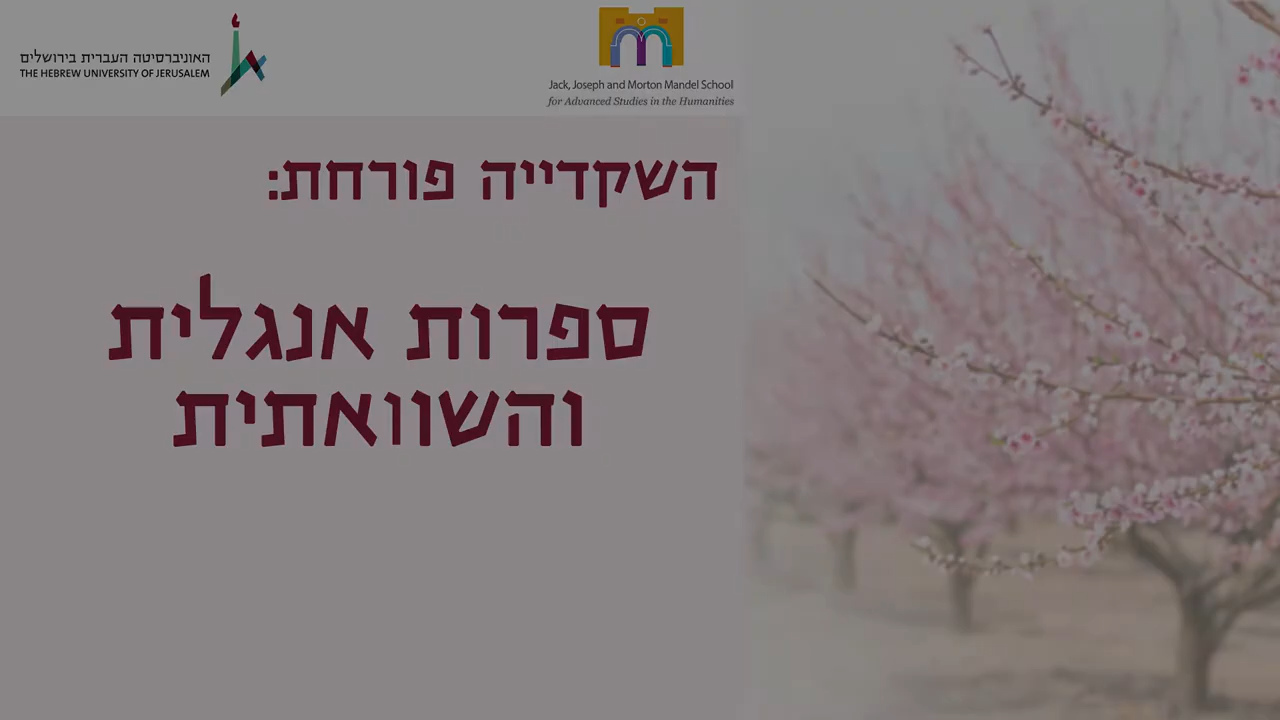 האוניברסיטה העברית בירושלים
THE HEBREW UNIVERSITY OF JERUSALEM
Jack, Joseph and Morton Mandel School
for Advanced Studies in the Humanities
השקדייה פורחת:
ספרות אנגלית
והשוואתית